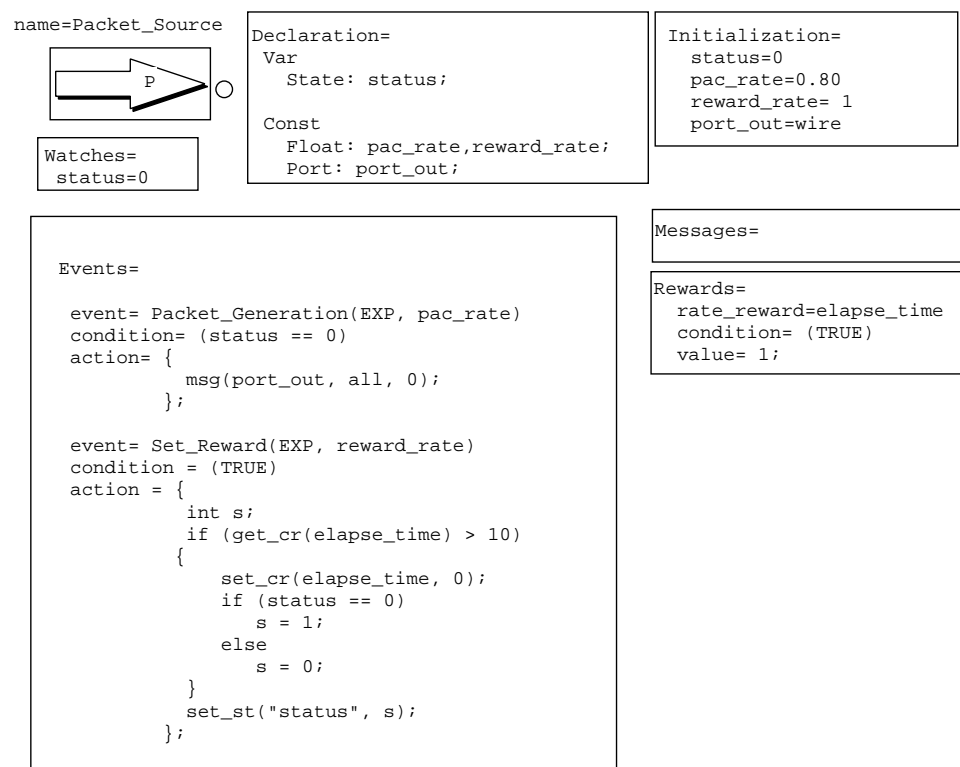 name=Packet_Source
P
Watches=
status=0
Declaration=
Var
State: status;
Const
Float: pac_rate,reward_rate;
Port: port_out;
Initialization=
status=0
pac_rate=0.80
reward_rate= 1
port_out=wire
Events=
event= Packet_Generation(EXP, pac_rate)
condition= (status == 0)
action= {
msg(port_out, all, 0);
};
event= Set_Reward(EXP, reward_rate)
condition = (TRUE)
action = {
int s;
if (get_cr(elapse_time) > 10)
{
set_cr(elapse_time, 0);
if (status == 0)
s = 1;
else
s = 0;
}
set_st("status", s);
};
Messages=
Rewards=
rate_reward=elapse_time
condition= (TRUE)
value= 1;